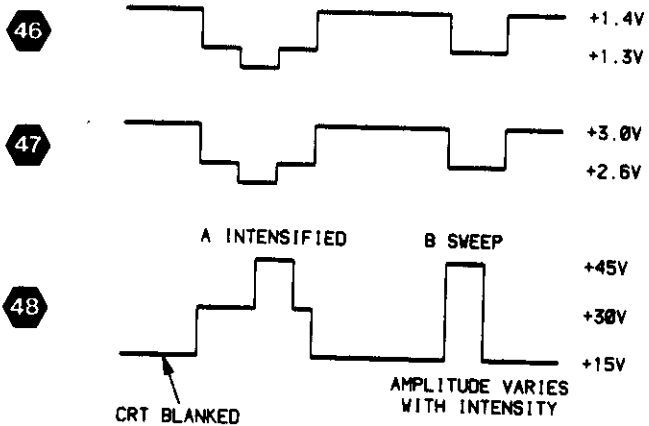 46
+1.4V
+1.3V
47
+3.0V
+2.6V
A INTENSIFIED
B SWEEP
48
+45V
+30V
+15V
CRT BLANKED
AMPLITUDE VARIES
WITH INTENSITY